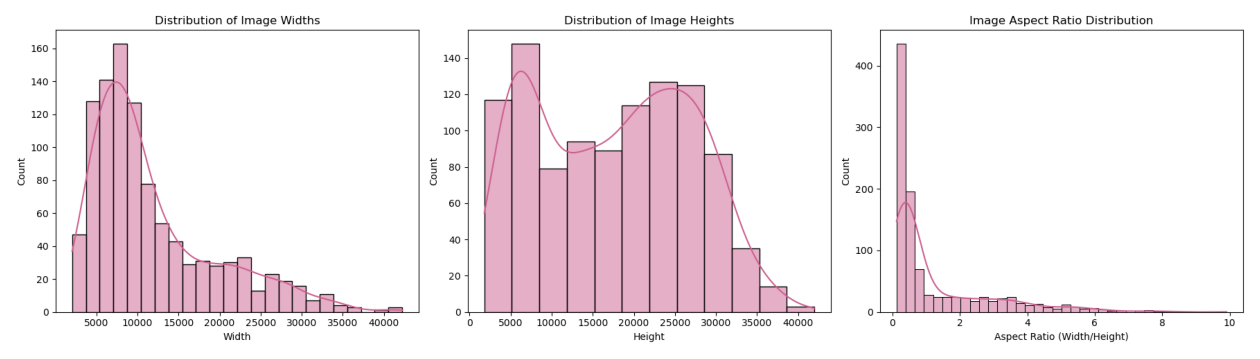 Distribution of Image Widths
160
140
120
100
80
60
40
20
0
Count
5000 10000 15000 20000 25000 30000 35000 40000
Width
Distribution of Image Heights
140
120
100
80
60
40
20
0
Count
0 5000 10000 15000 20000 25000 30000 35000 40000
Height
Image Aspect Ratio Distribution
400
300
200
100
0
Count
0 2 4 6 8 10
Aspect Ratio (Width/Height)